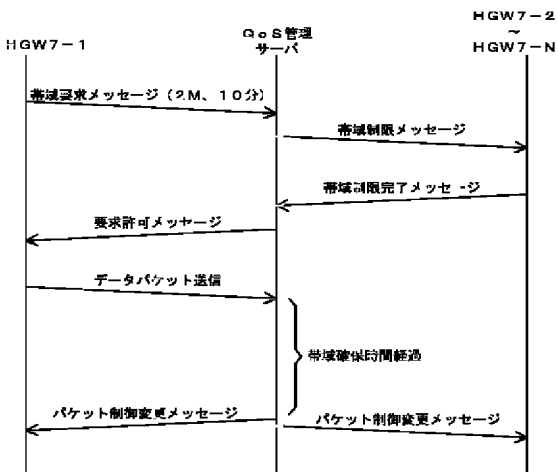 HGW7-2
～
HGW7-N
QoS管理
サーバ
HGW7-1
帯域要求メッセージ（2M、10分）
帯域制限メッセージ
帯域制限完了メッセージ
要求許可メッセージ
データパケット送信
帯域確保時間経過
パケット制御変更メッセージ
パケット制御変更メッセージ